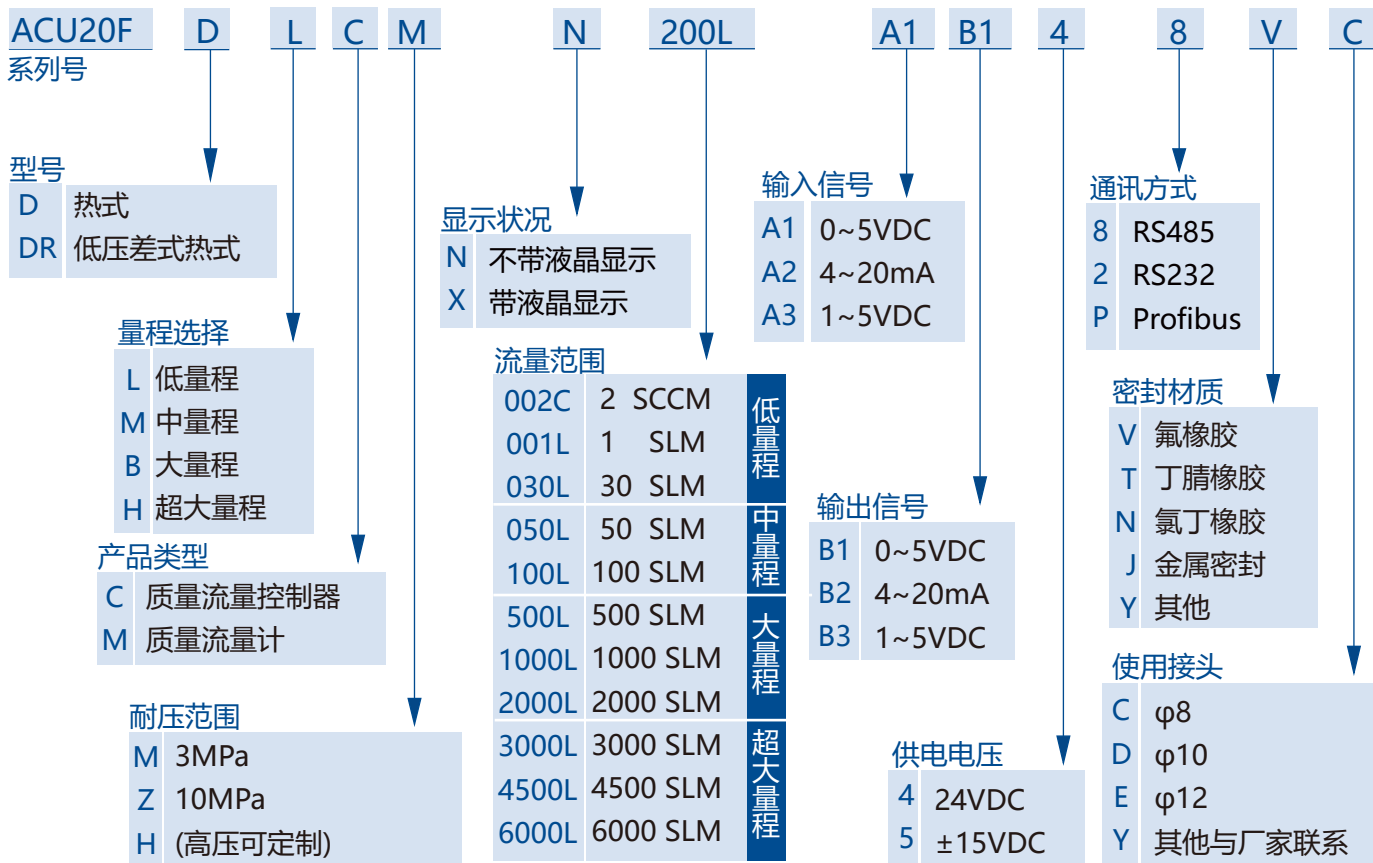 ACU20F D L C M N 200L A1 B1 4 8 V C
系列号
型号
D 热式
DR 低压差式热式
量程选择
L 低量程
M 中量程
B 大量程
H 超大量程
产品类型
C 质量流量控制器
M 质量流量计
耐压范围
M 3MPa
Z 10MPa
H (高压可定制)
显示状况
N 不带液晶显示
X 带液晶显示
流量范围
002C 2 SCCM
001L 1 SLM
030L 30 SLM
低量程
050L 50 SLM
100L 100 SLM
中量程
500L 500 SLM
1000L 1000 SLM
2000L 2000 SLM
大量程
3000L 3000 SLM
4500L 4500 SLM
6000L 6000 SLM
超大量程
输入信号
A1 0~5VDC
A2 4~20mA
A3 1~5VDC
输出信号
B1 0~5VDC
B2 4~20mA
B3 1~5VDC
供电电压
4 24VDC
5 ±15VDC
通讯方式
8 RS485
2 RS232
P Profibus
密封材质
V 氟橡胶
T 丁腈橡胶
N 氯丁橡胶
J 金属密封
Y 其他
使用接头
C φ8
D φ10
E φ12
Y 其他与厂家联系